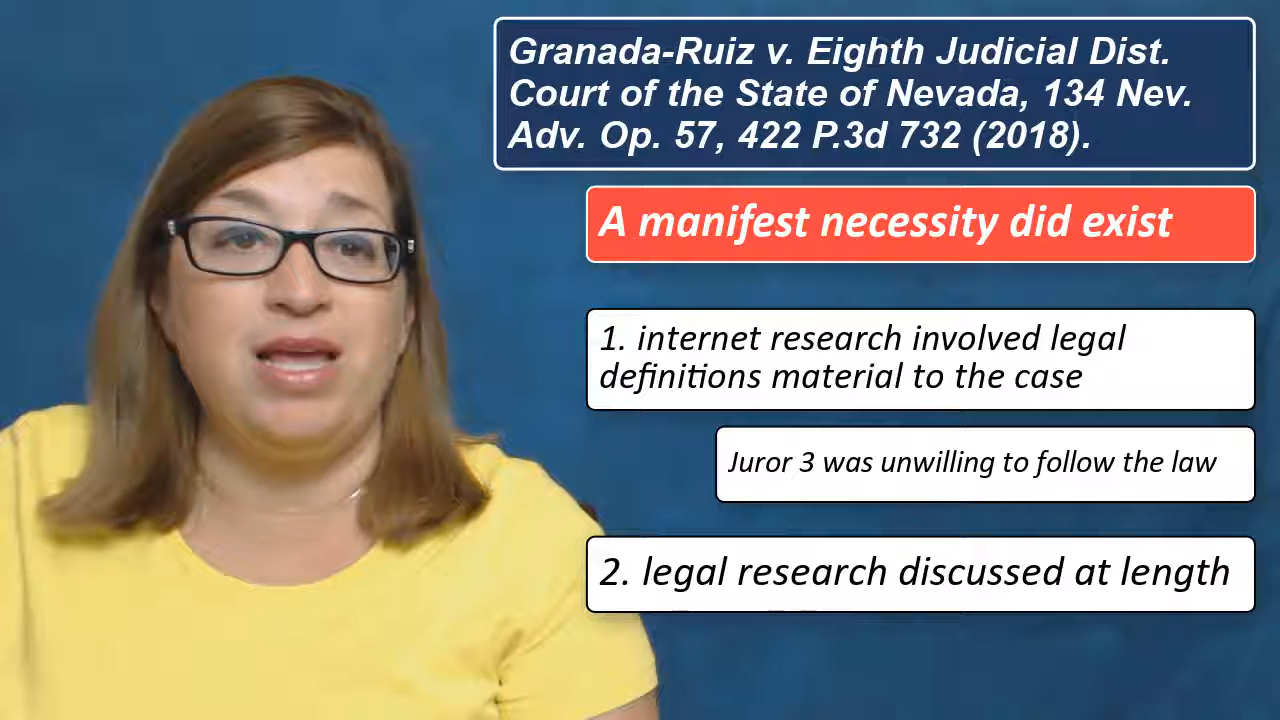 Granada-Ruiz v. Eighth Judicial Dist.
Court of the State of Nevada, 134 Nev.
Adv. Op. 57, 422 P.3d 732 (2018).
A manifest necessity did exist
1. internet research involved legal
definitions material to the case
Juror 3 was unwilling to follow the law
2. legal research discussed at length